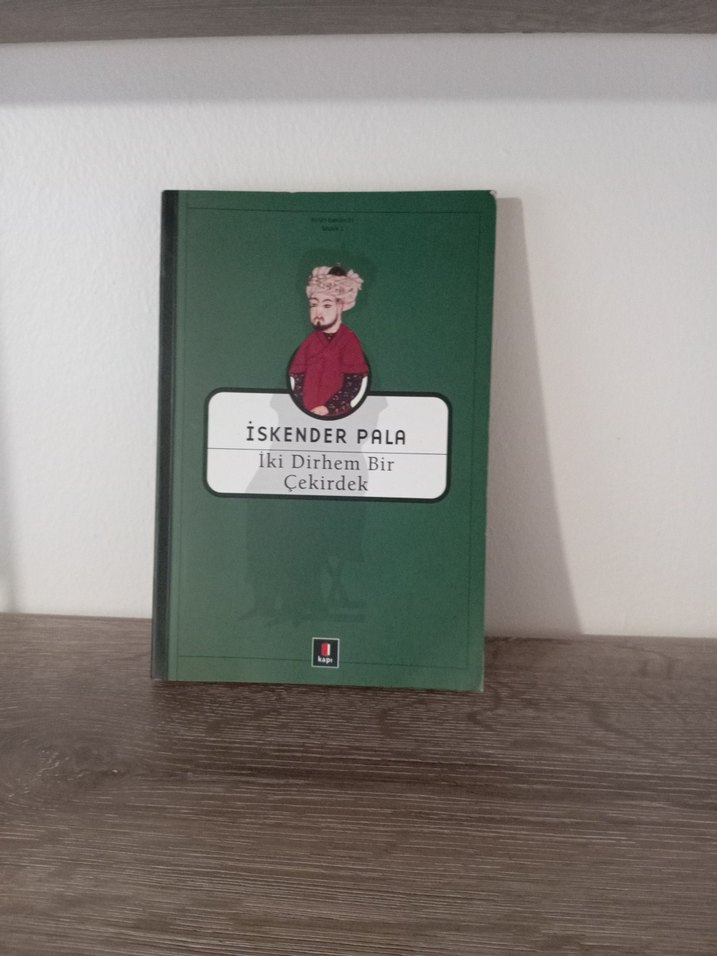 İSKENDER PALA
İki Dirhem Bir
Çekirdek
kapı